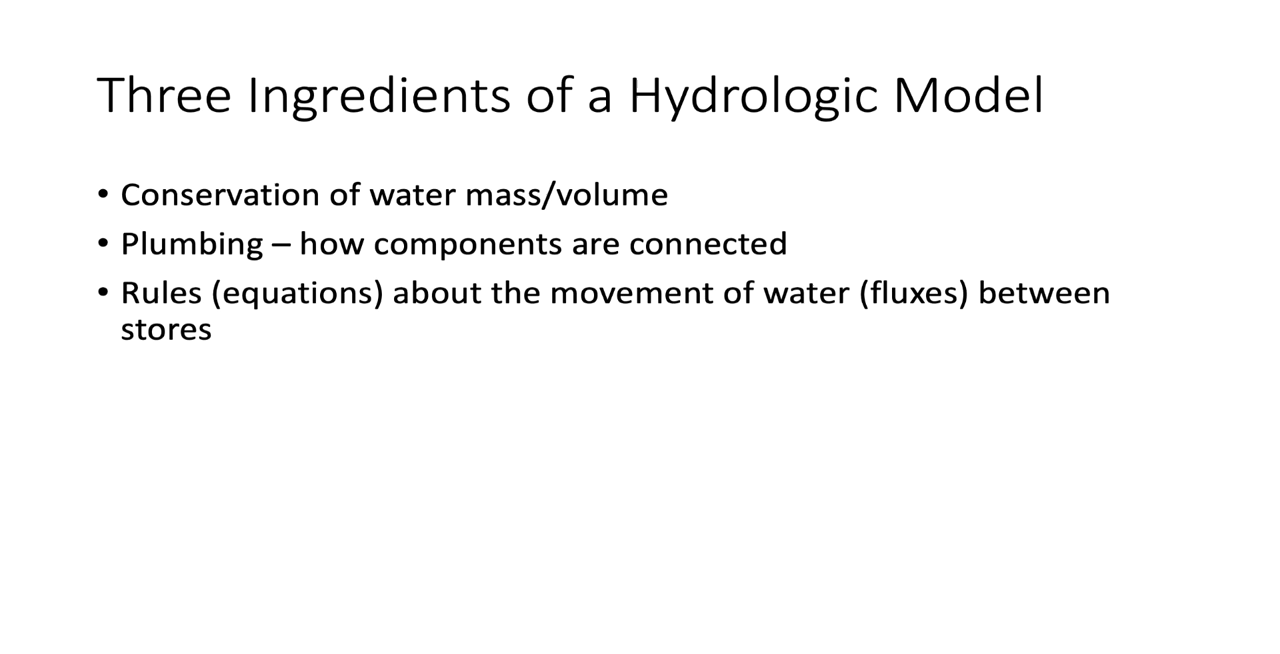 Three Ingredients of a Hydrologic Model
• Conservation of water mass/volume
• Plumbing – how components are connected
• Rules (equations) about the movement of water (fluxes) between
stores